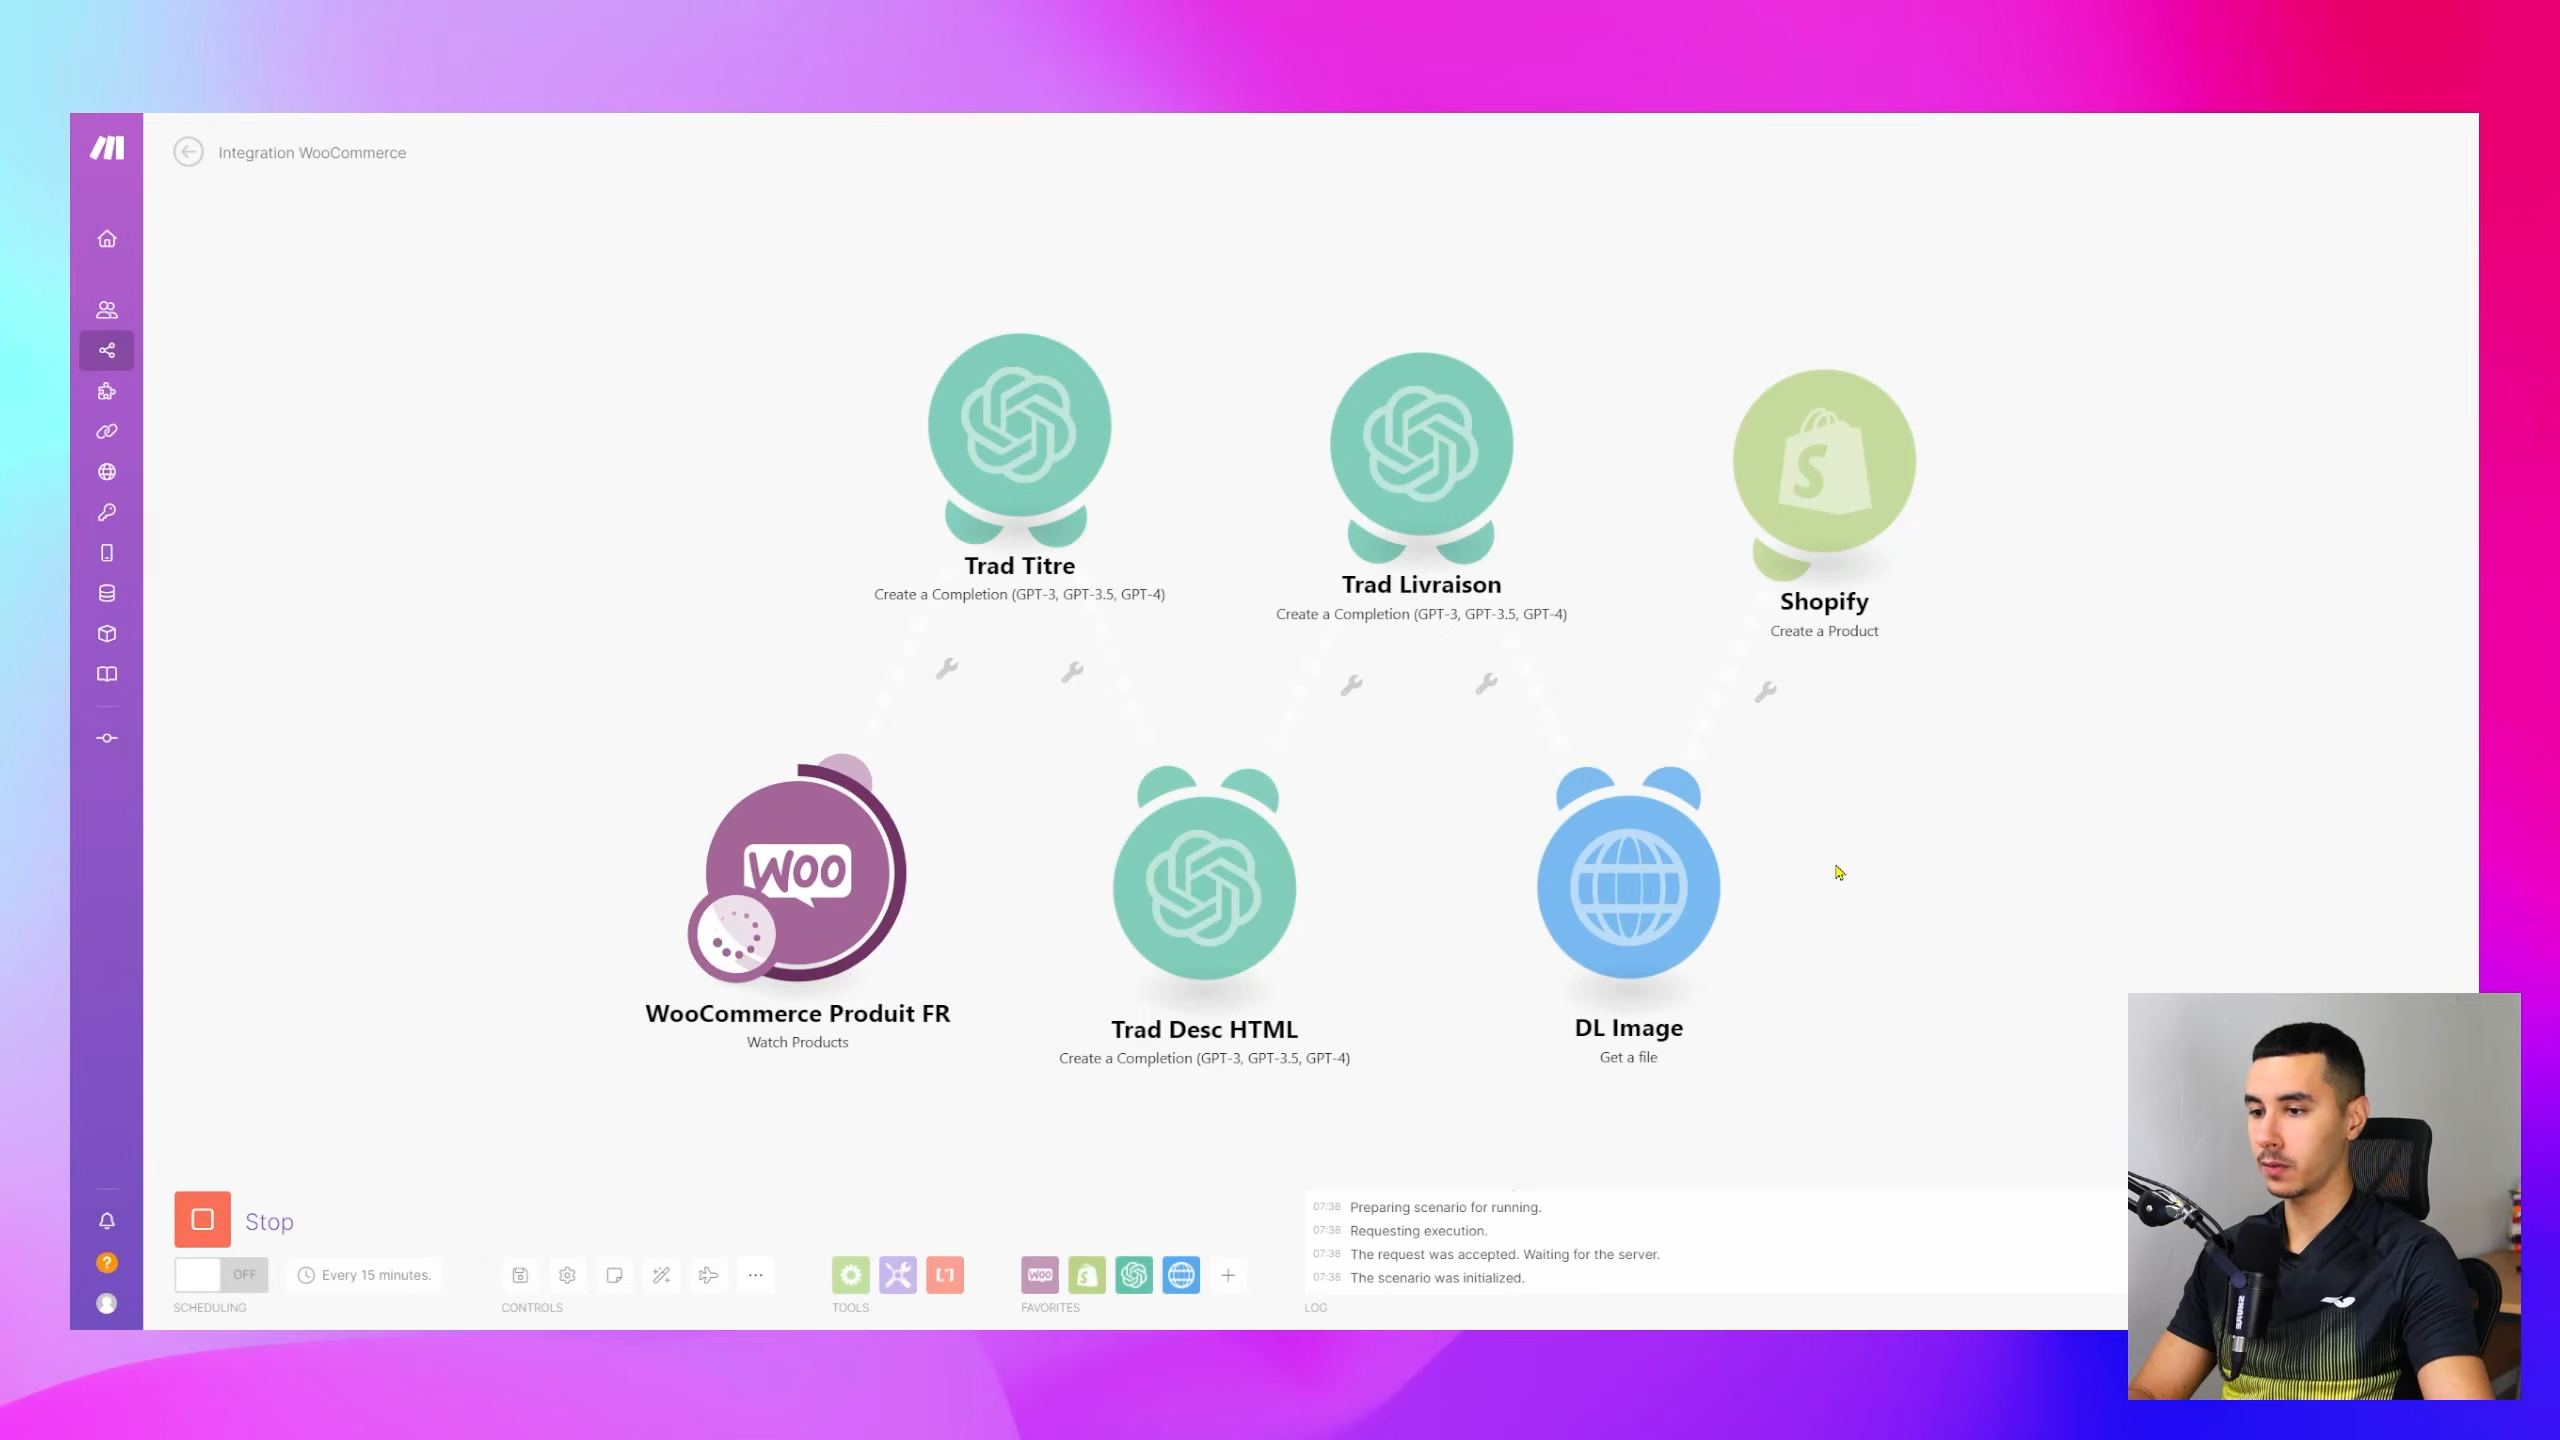 Integration WooCommerce
Trad Titre
Create a Completion (GPT-3, GPT-3.5, GPT-4)
Trad Livraison
Create a Completion (GPT-3, GPT-3.5, GPT-4)
S
Shopify
Create a Product
WOO
WooCommerce Produit FR
Watch Products
Trad Desc HTML
Create a Completion (GPT-3, GPT-3.5, GPT-4)
DL Image
Get a file
Stop
OFF
Every 15 minutes.
SCHEDULING
CONTROLS
TOOLS
WOO
S
FAVORITES
07:38 Preparing scenario for running.
07:38 Requesting execution.
07:38 The request was accepted. Waiting for the server.
07:38 The scenario was initialized.
LOG